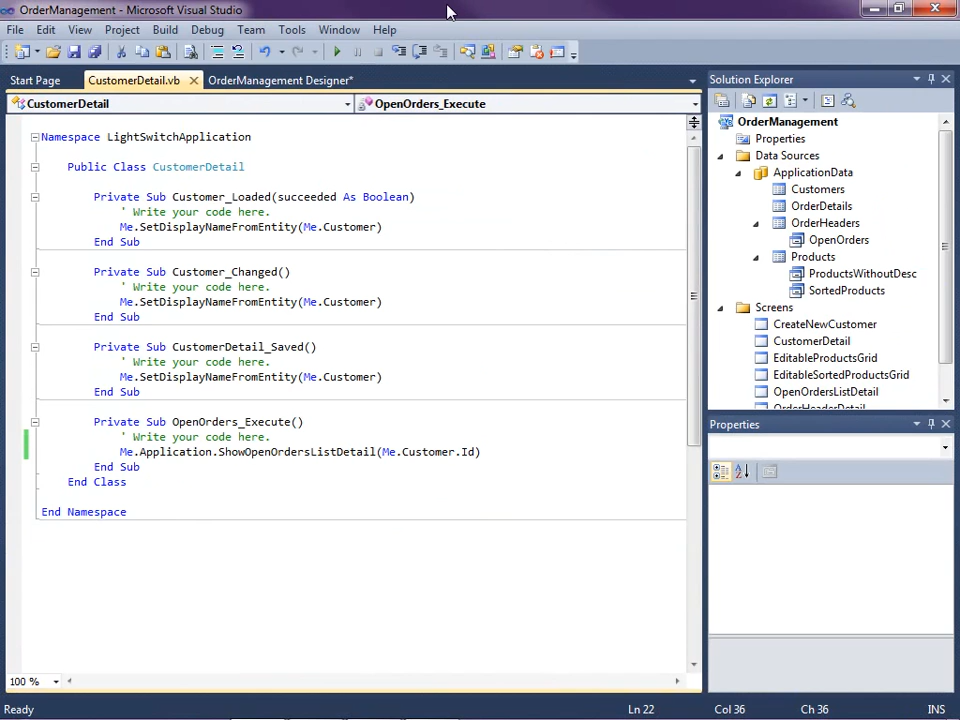 OrderManagement - Microsoft Visual Studio
File Edit View Project Build Debug Team Tools Window Help
Start Page CustomerDetail.vb OrderManagement Designer*
CustomerDetail OpenOrders_Execute
Namespace LightSwitchApplication
Public Class CustomerDetail
Private Sub Customer_Loaded(succeeded As Boolean)
' Write your code here.
Me.SetDisplayNameFromEntity(Me.Customer)
End Sub
Private Sub Customer_Changed()
' Write your code here.
Me.SetDisplayNameFromEntity(Me.Customer)
End Sub
Private Sub CustomerDetail_Saved()
' Write your code here.
Me.SetDisplayNameFromEntity(Me.Customer)
End Sub
Private Sub OpenOrders_Execute()
' Write your code here.
Me.Application.ShowOpenOrdersListDetail(Me.Customer.Id)
End Sub
End Class
End Namespace
100 %
Solution Explorer
OrderManagement
Properties
Data Sources
ApplicationData
Customers
OrderDetails
OrderHeaders
OpenOrders
Products
ProductsWithoutDesc
SortedProducts
Screens
CreateNewCustomer
CustomerDetail
EditableProductsGrid
EditableSortedProductsGrid
OpenOrdersListDetail
OrderHeaderDetail
Properties
Ready Ln 22 Col 36 Ch 36 INS